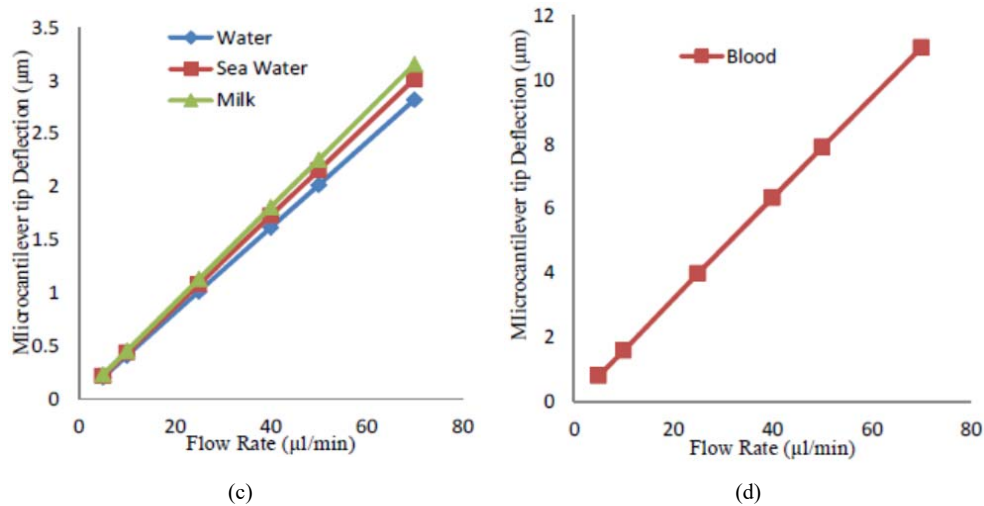 3.5
3
2.5
2
1.5
1
0.5
0
0
20
40
60
80
MIicrocantilever tip Deflection (µm)
Flow Rate (µl/min)
Water
Sea Water
Milk
(c)
12
10
8
6
4
2
0
0
20
40
60
80
MIicrocantilever tip Deflection (µm)
Flow Rate (µl/min)
Blood
(d)